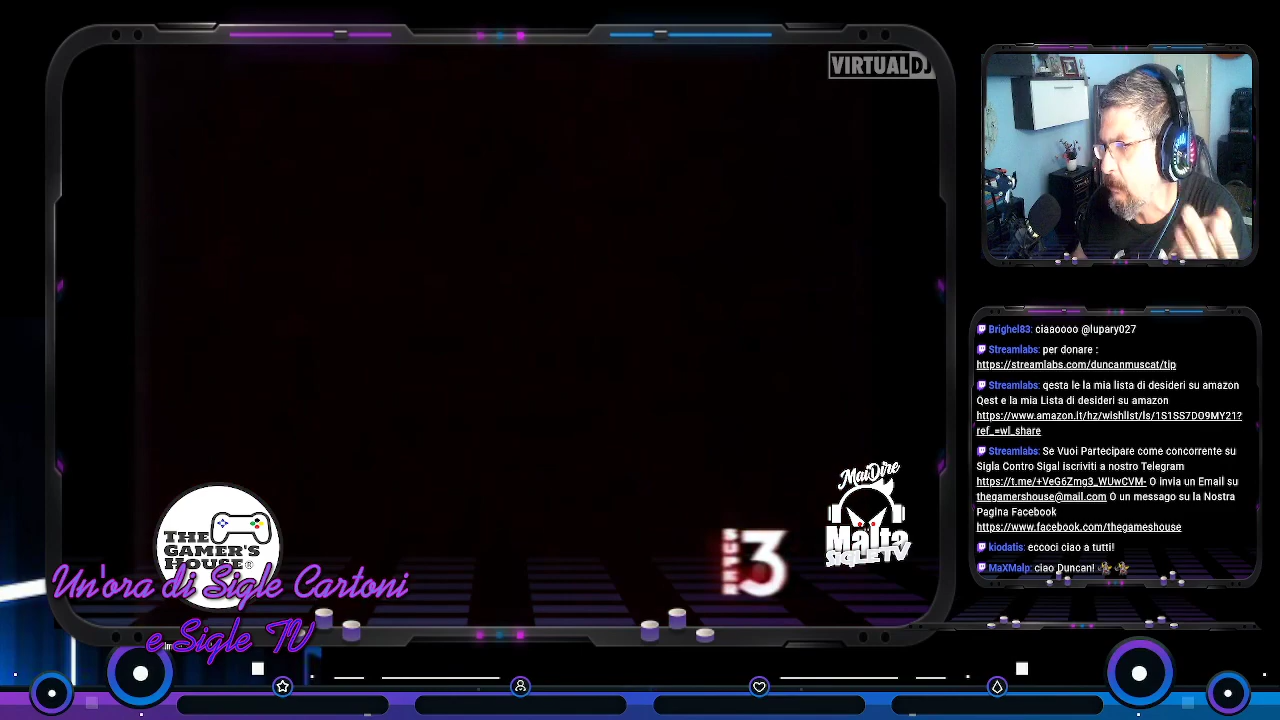 VIRTUALDJ
THE
GAMER'S
HOUSE®
Un'ora di Sigle Cartoni
e Sigle TV
3
MaiDire
Malta
SIGLETV
Brighel83: ciaaoooo @lupary027
Streamlabs: per donare :
https://streamlabs.com/duncanmuscat/tip
Streamlabs: qesta le la mia lista di desideri su amazon
Qest e la mia Lista di desideri su amazon
https://www.amazon.it/hz/wishlist/ls/1S1SS7DO9MY21?
ref_=wl_share
Streamlabs: Se Vuoi Partecipare come concorrente su
Sigla Contro Sigal iscriviti a nostro Telegram
https://t.me/+VeG6Zmg3_WUwCVM- O invia un Email su
thegamershouse@mail.com O un messago su la Nostra
Pagina Facebook
https://www.facebook.com/thegameshouse
kiodatis: eccoci ciao a tutti!
MaXMalp: ciao Duncan!